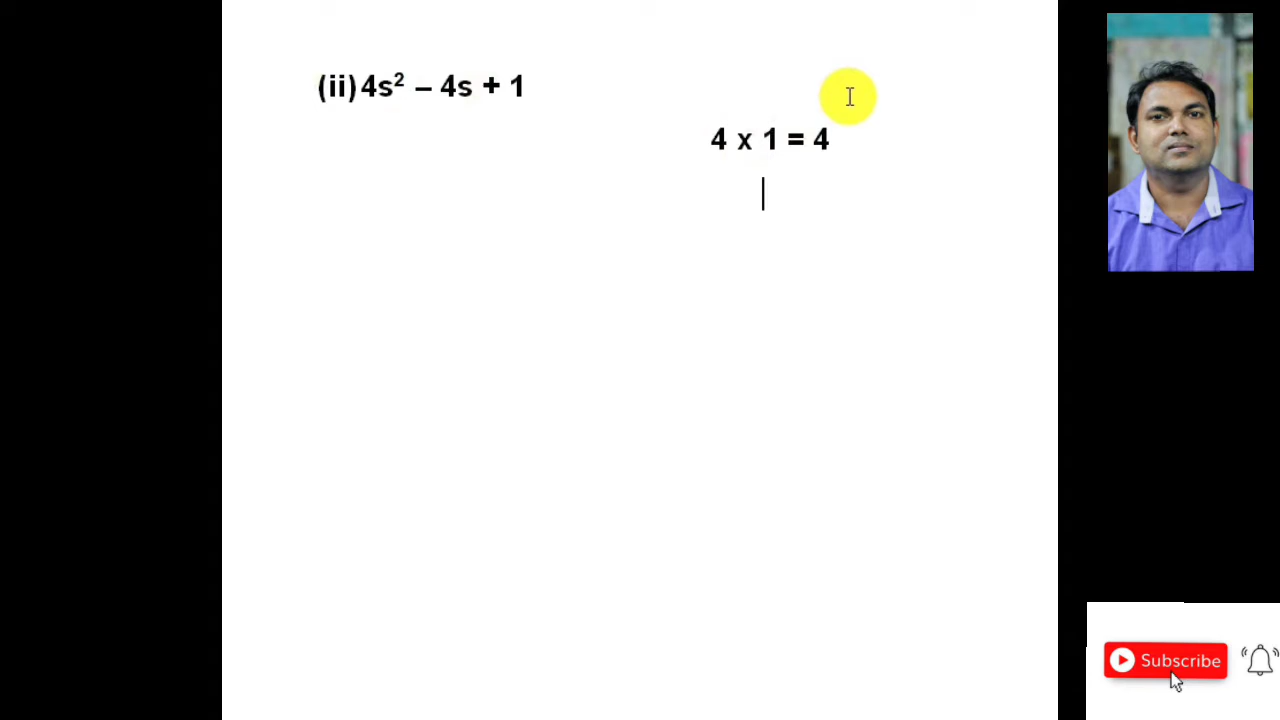 (ii) 4s² – 4s + 1
4 x 1 = 4
Subscribe